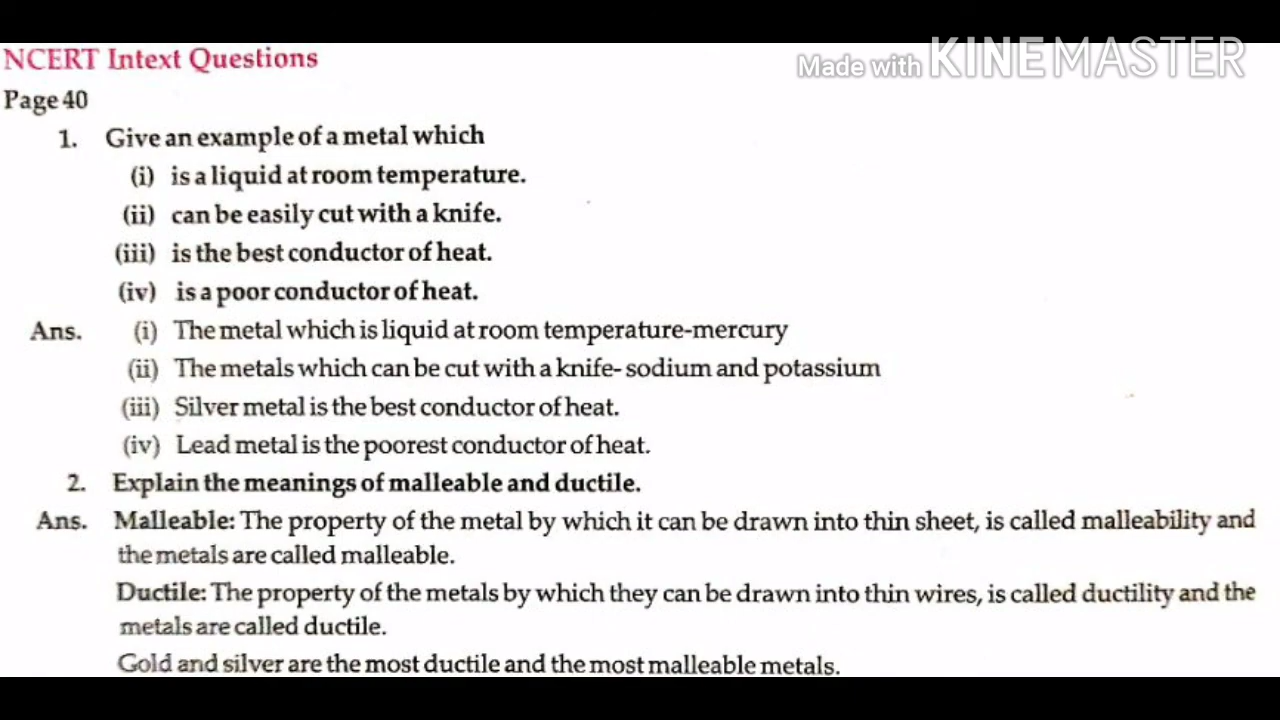 NCERT Intext Questions
Made with KINEMASTER
Page 40
1. Give an example of a metal which
(i) is a liquid at room temperature.
(ii) can be easily cut with a knife.
(iii) is the best conductor of heat.
(iv) is a poor conductor of heat.
Ans. (i) The metal which is liquid at room temperature-mercury
(ii) The metals which can be cut with a knife- sodium and potassium
(iii) Silver metal is the best conductor of heat.
(iv) Lead metal is the poorest conductor of heat.
2. Explain the meanings of malleable and ductile.
Ans. Malleable: The property of the metal by which it can be drawn into thin sheet, is called malleability and
the metals are called malleable.
Ductile: The property of the metals by which they can be drawn into thin wires, is called ductility and the
metals are called ductile.
Gold and silver are the most ductile and the most malleable metals.